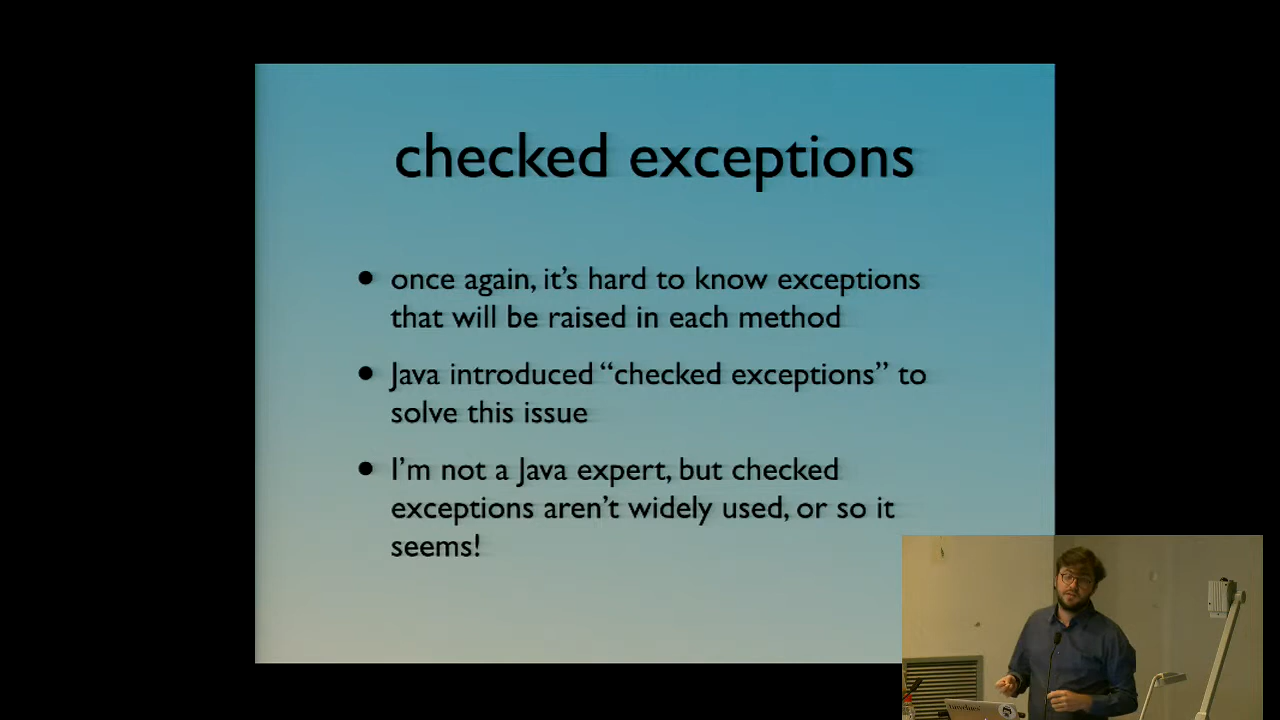 checked exceptions
• once again, it’s hard to know exceptions
that will be raised in each method
• Java introduced “checked exceptions” to
solve this issue
• I’m not a Java expert, but checked
exceptions aren’t widely used, or so it
seems!